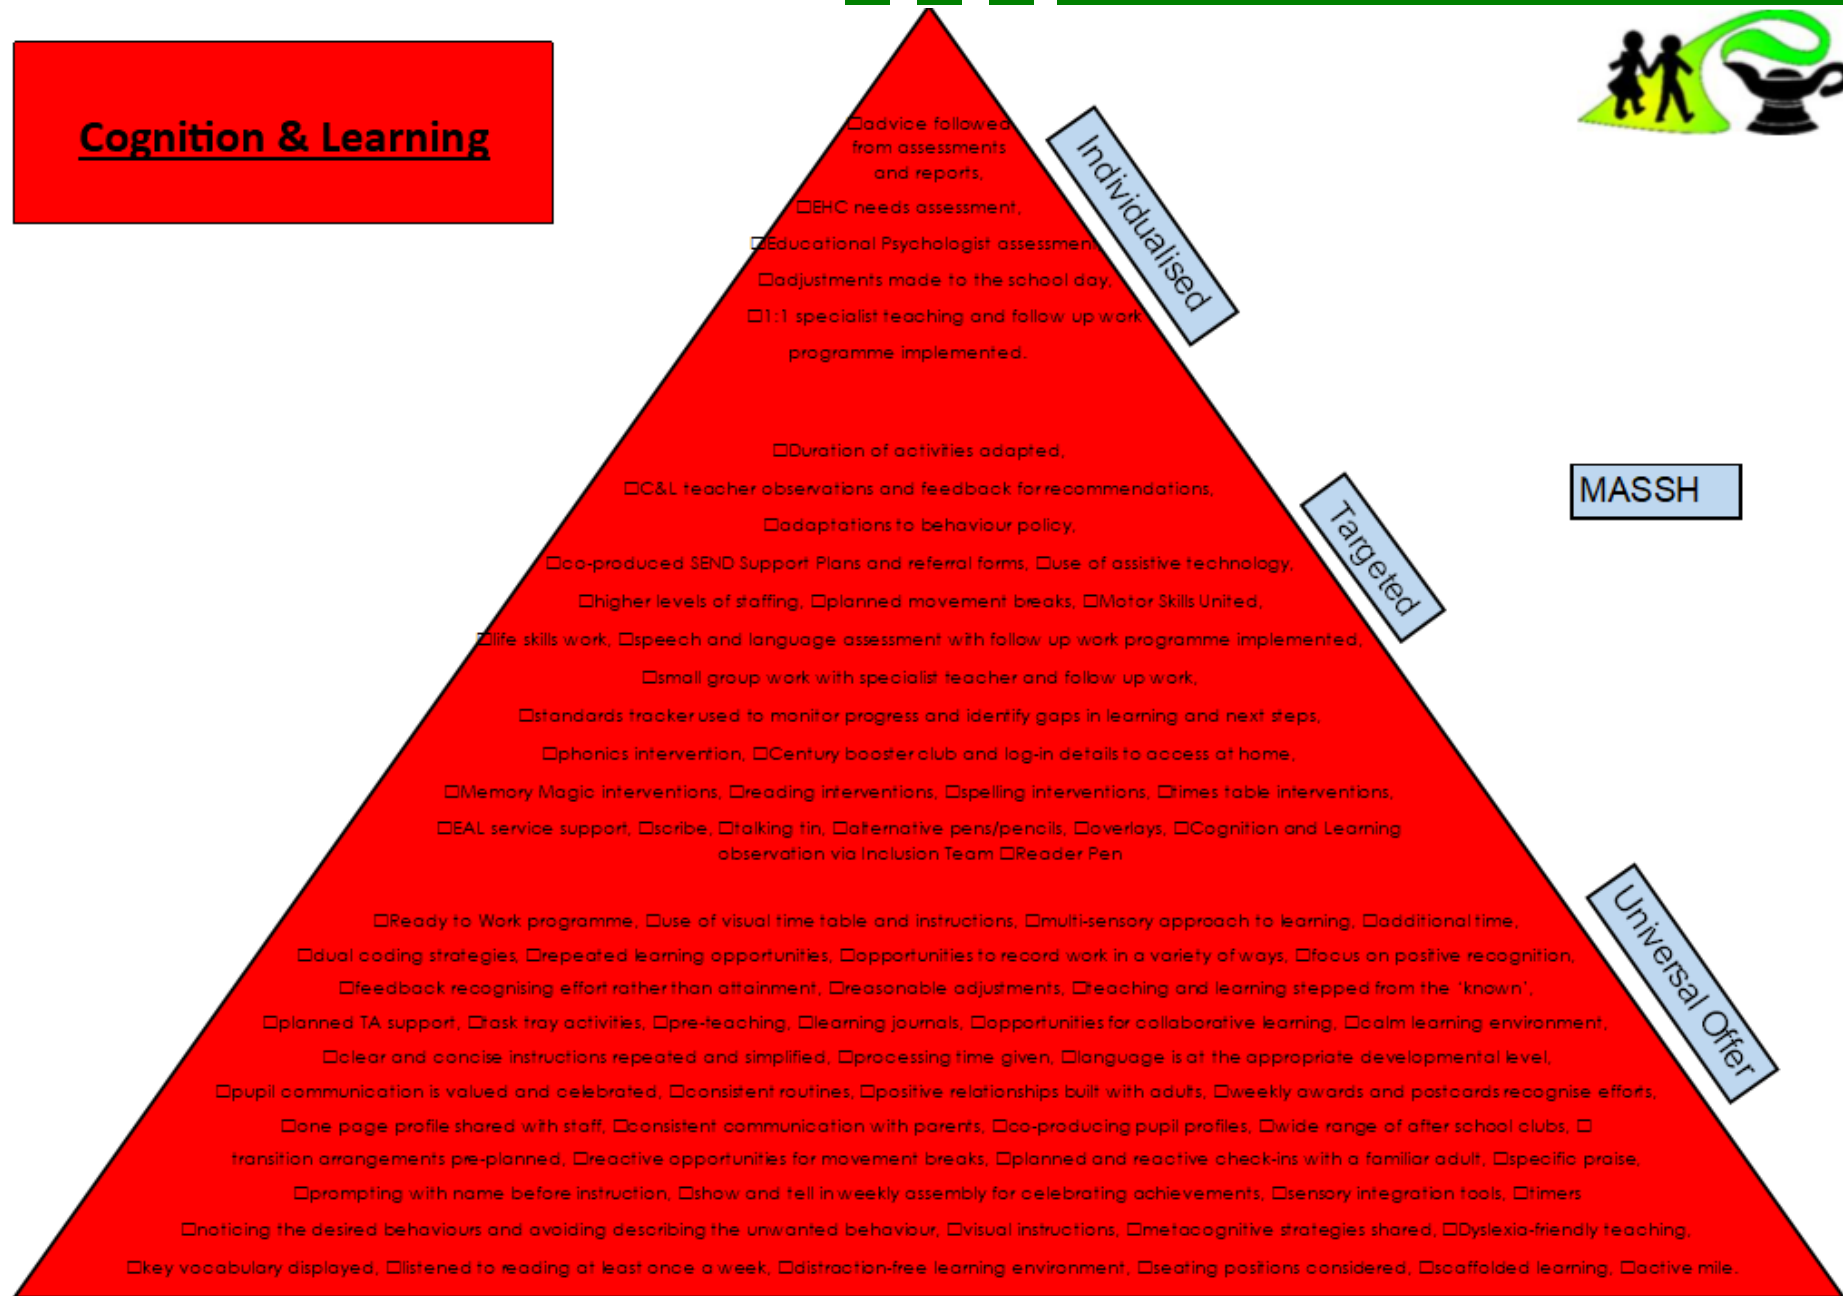 Cognition & Learning
□advice followed
from assessments
and reports,
□EHC needs assessment,
□Educational Psychologist assessment
□adjustments made to the school day,
□1:1 specialist teaching and follow up work
programme implemented.
Individualised
□Duration of activities adapted,
□C&L teacher observations and feedback for recommendations,
□adaptations to behaviour policy,
□co-produced SEND Support Plans and referral forms, □use of assistive technology,
□higher levels of staffing, □planned movement breaks, □Motor Skills United,
□life skills work, □speech and language assessment with follow up work programme implemented,
□small group work with specialist teacher and follow up work,
□standards tracker used to monitor progress and identify gaps in learning and next steps,
□phonics intervention, □Century booster club and log-in details to access at home,
□Memory Magic interventions, □reading interventions, □spelling interventions, □times table interventions,
□EAL service support, □scribe, □talking tin, □alternative pens/pencils, □overlays, □Cognition and Learning
observation via Inclusion Team □Reader Pen
Targeted
MASSH
□Ready to Work programme, □use of visual time table and instructions, □multi-sensory approach to learning, □additional time,
□dual coding strategies, □repeated learning opportunities, □opportunities to record work in a variety of ways, □focus on positive recognition,
□feedback recognising effort rather than attainment, □reasonable adjustments, □teaching and learning stepped from the ‘known’,
□planned TA support, □task tray activities, □pre-teaching, □learning journals, □opportunities for collaborative learning, □calm learning environment,
□clear and concise instructions repeated and simplified, □processing time given, □language is at the appropriate developmental level,
□pupil communication is valued and celebrated, □consistent routines, □positive relationships built with adults, □weekly awards and postcards recognise efforts,
□one page profile shared with staff, □consistent communication with parents, □co-producing pupil profiles, □wide range of after school clubs, □
transition arrangements pre-planned, □reactive opportunities for movement breaks, □planned and reactive check-ins with a familiar adult, □specific praise,
□prompting with name before instruction, □show and tell in weekly assembly for celebrating achievements, □sensory integration tools, □timers
□noticing the desired behaviours and avoiding describing the unwanted behaviour, □visual instructions, □metacognitive strategies shared, □Dyslexia-friendly teaching,
□key vocabulary displayed, □listened to reading at least once a week, □distraction-free learning environment, □seating positions considered, □scaffolded learning, □active mile.
Universal Offer